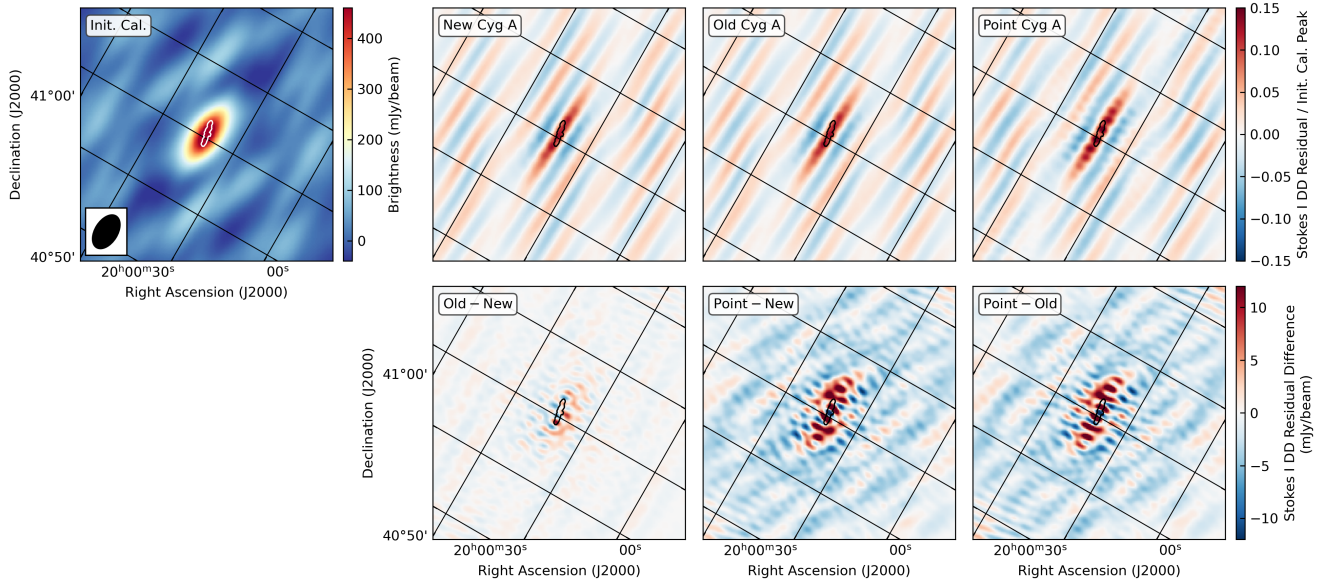 Init. Cal.
New Cyg A
Old Cyg A
Point Cyg A
41°00'
40°50'
Declination (J2000)
20ʰ00ᵐ30ˢ
00ˢ
Right Ascension (J2000)
400
300
200
100
0
Brightness (mJy/beam)
0.15
0.10
0.05
0.00
−0.05
−0.10
−0.15
Stokes I DD Residual / Init. Cal. Peak
Old − New
Point − New
Point − Old
41°00'
40°50'
Declination (J2000)
20ʰ00ᵐ30ˢ
00ˢ
20ʰ00ᵐ30ˢ
00ˢ
20ʰ00ᵐ30ˢ
00ˢ
Right Ascension (J2000)
Right Ascension (J2000)
Right Ascension (J2000)
10
5
0
−5
−10
Stokes I DD Residual Difference
(mJy/beam)